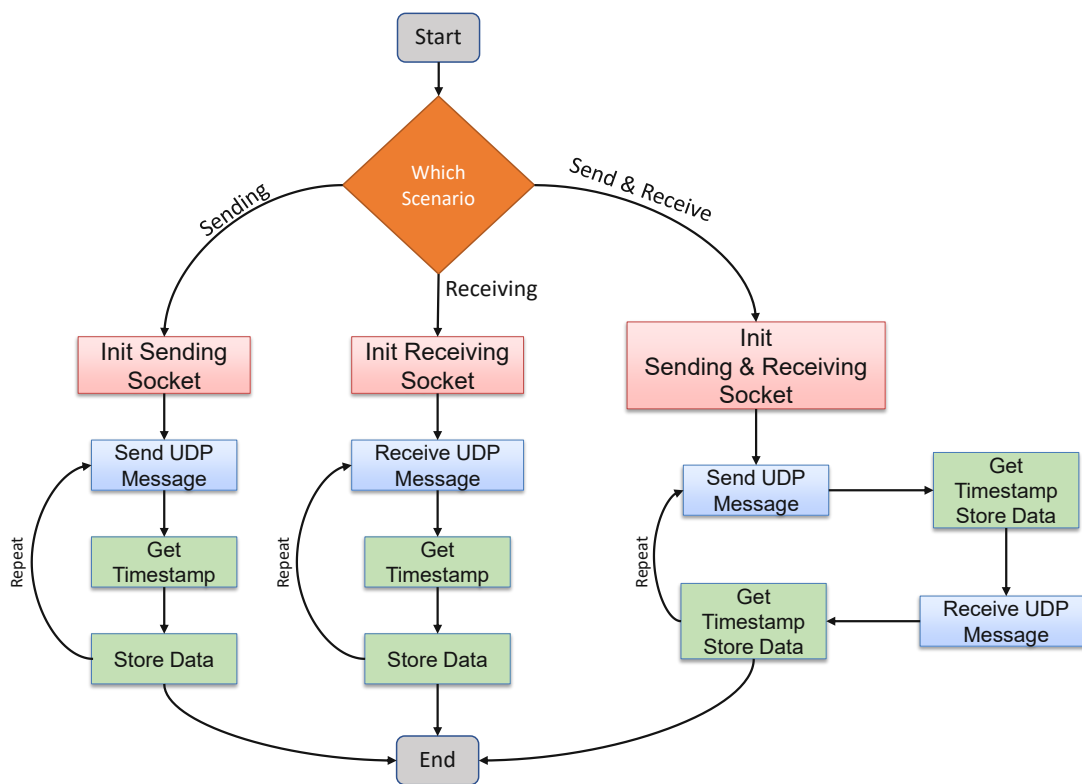 Start
Which
Scenario
Sending
Send & Receive
Receiving
Init Sending
Socket
Init Receiving
Socket
Init
Sending & Receiving
Socket
Send UDP
Message
Receive UDP
Message
Send UDP
Message
Get
Timestamp
Store Data
Repeat
Get
Timestamp
Repeat
Get
Timestamp
Repeat
Get
Timestamp
Store Data
Receive UDP
Message
Store Data
Store Data
End